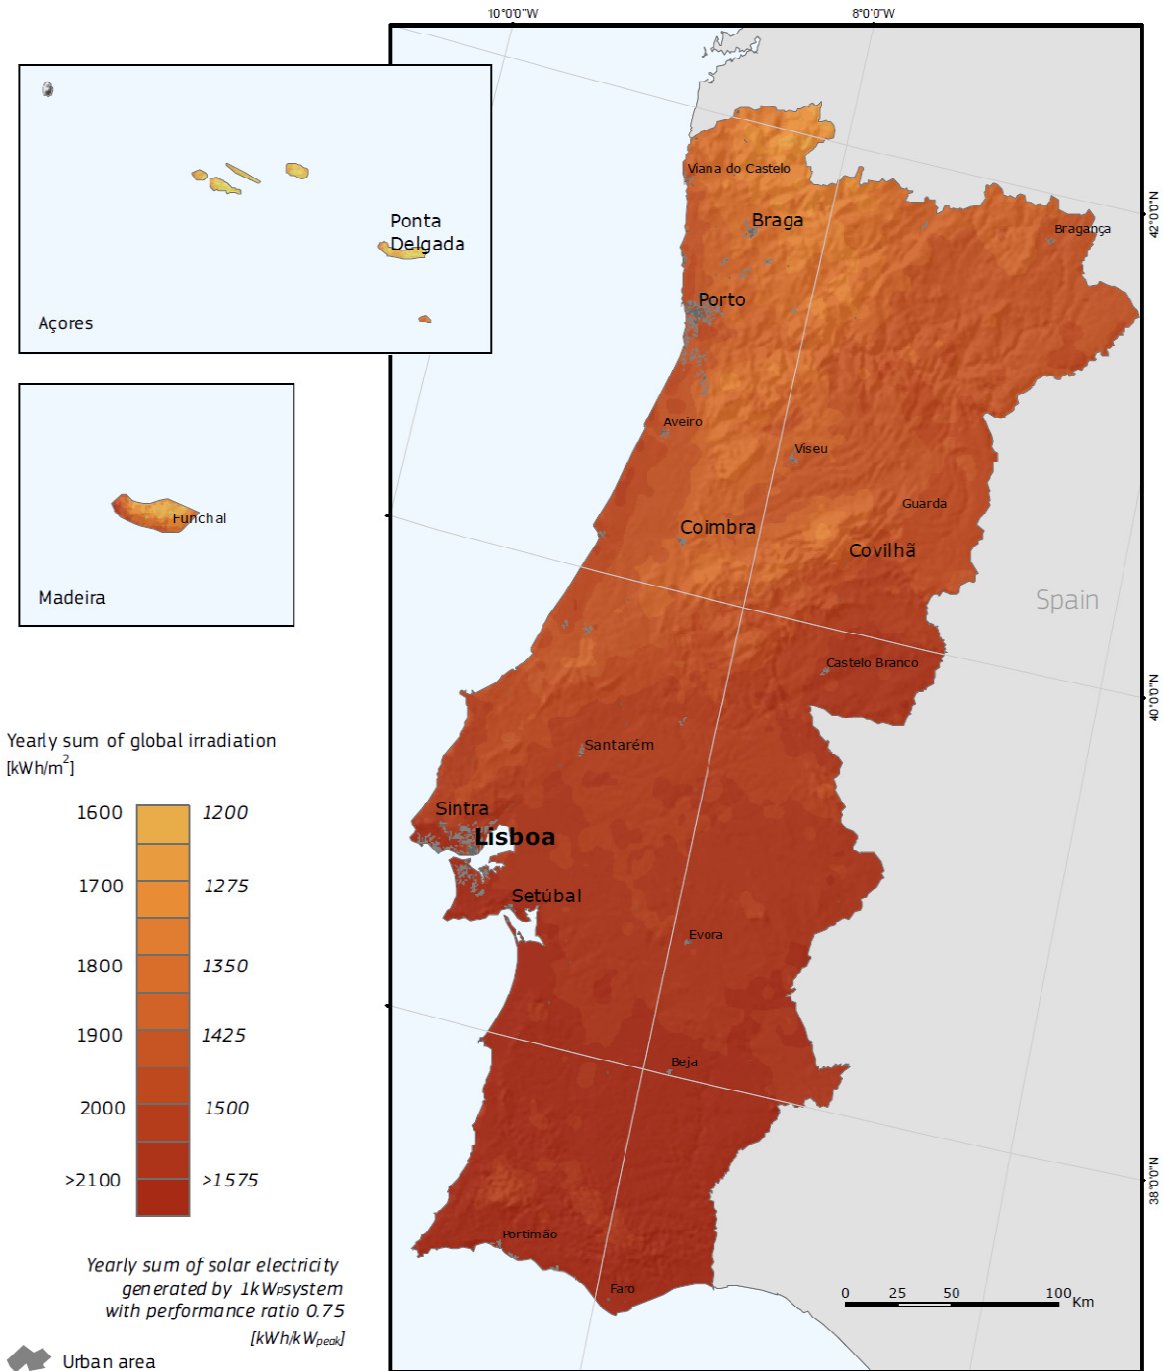 10°0'0"W
8°0'0"W
Ponta
Delgada
Açores
Funchal
Madeira
Viana do Castelo
Braga
Bragança
Porto
Aveiro
Viseu
Guarda
Coimbra
Covilhã
Spain
Castelo Branco
Santarém
Sintra
Lisboa
Setúbal
Evora
Beja
Portimão
Faro
42°0'0"N
40°0'0"N
38°0'0"N
Yearly sum of global irradiation
[kWh/m2]
1600 1200
1700 1275
1800 1350
1900 1425
2000 1500
>2100 >1575
Yearly sum of solar electricity
generated by 1kWpsystem
with performance ratio 0.75
[kWh/kWpeak]
Urban area
0 25 50 100 Km